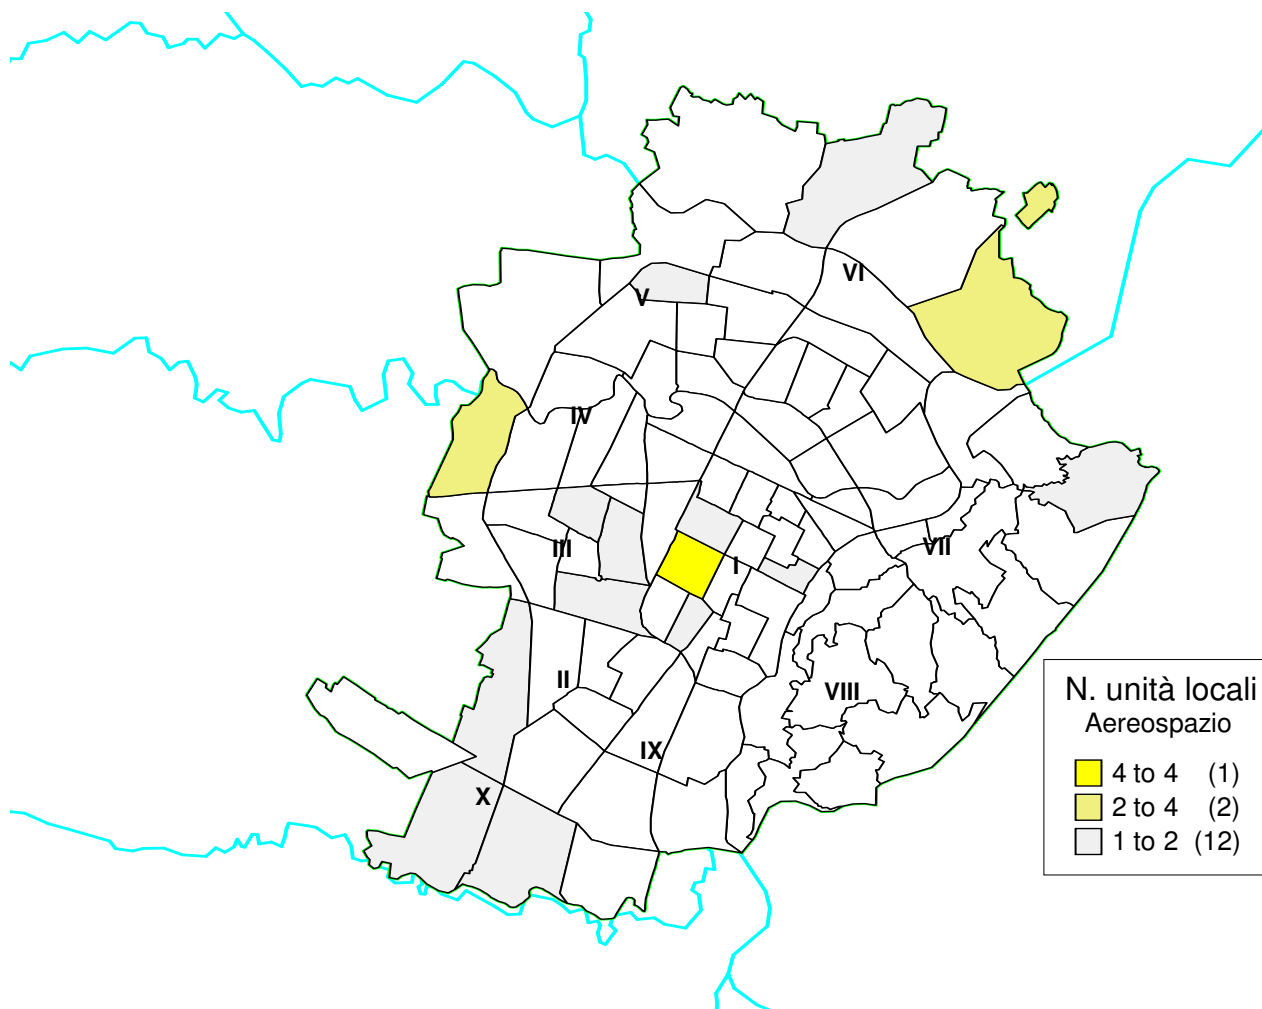 VI
V
IV
III
I
VII
II
VIII
IX
X
N. unità locali
Aereospazio
4 to 4 (1)
2 to 4 (2)
1 to 2 (12)